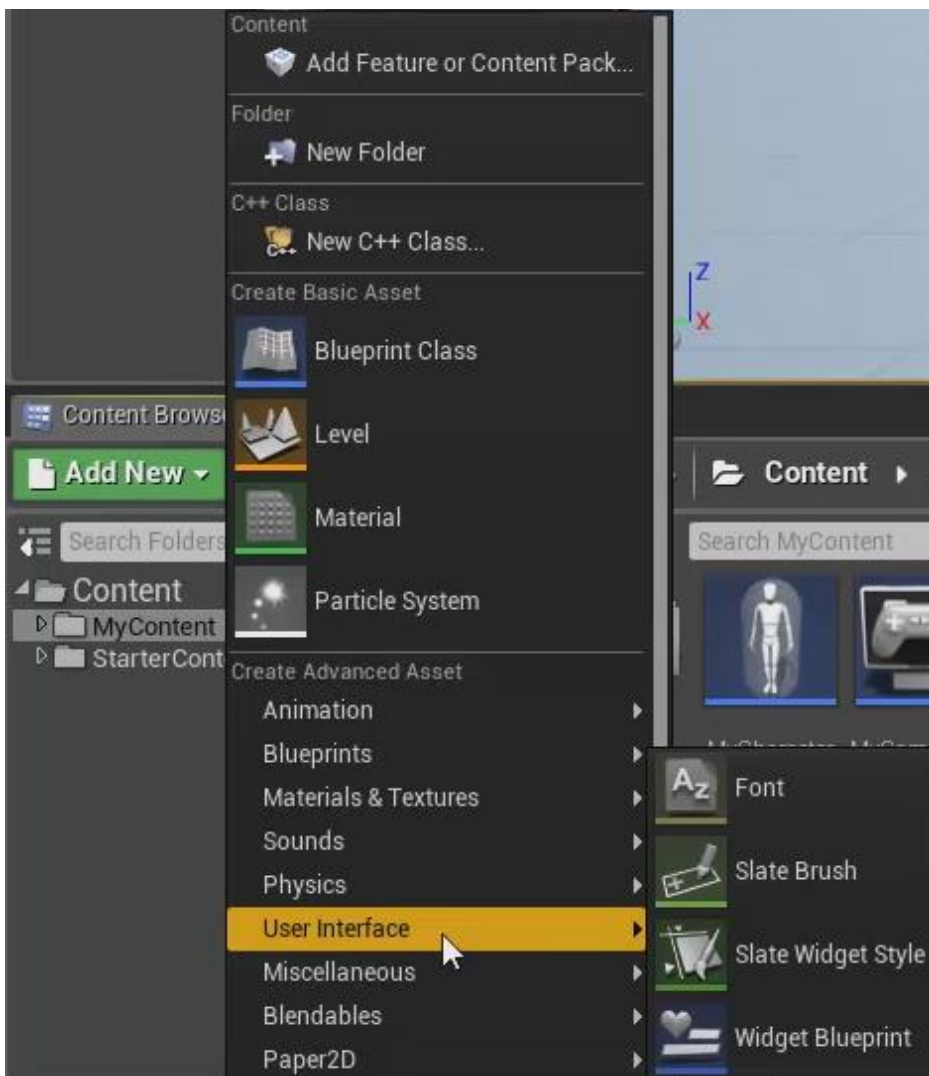 Content
Add Feature or Content Pack...
Folder
New Folder
C++ Class
C++
New C++ Class...
Create Basic Asset
Blueprint Class
Level
Material
Particle System
Create Advanced Asset
Animation
Blueprints
Materials & Textures
Sounds
Physics
User Interface
Miscellaneous
Blendables
Paper2D
Z
X
Content Brows
Add New
Search Folders
Content
MyContent
StarterCont
Content
Search MyContent
Az
Font
Slate Brush
Slate Widget Style
Widget Blueprint